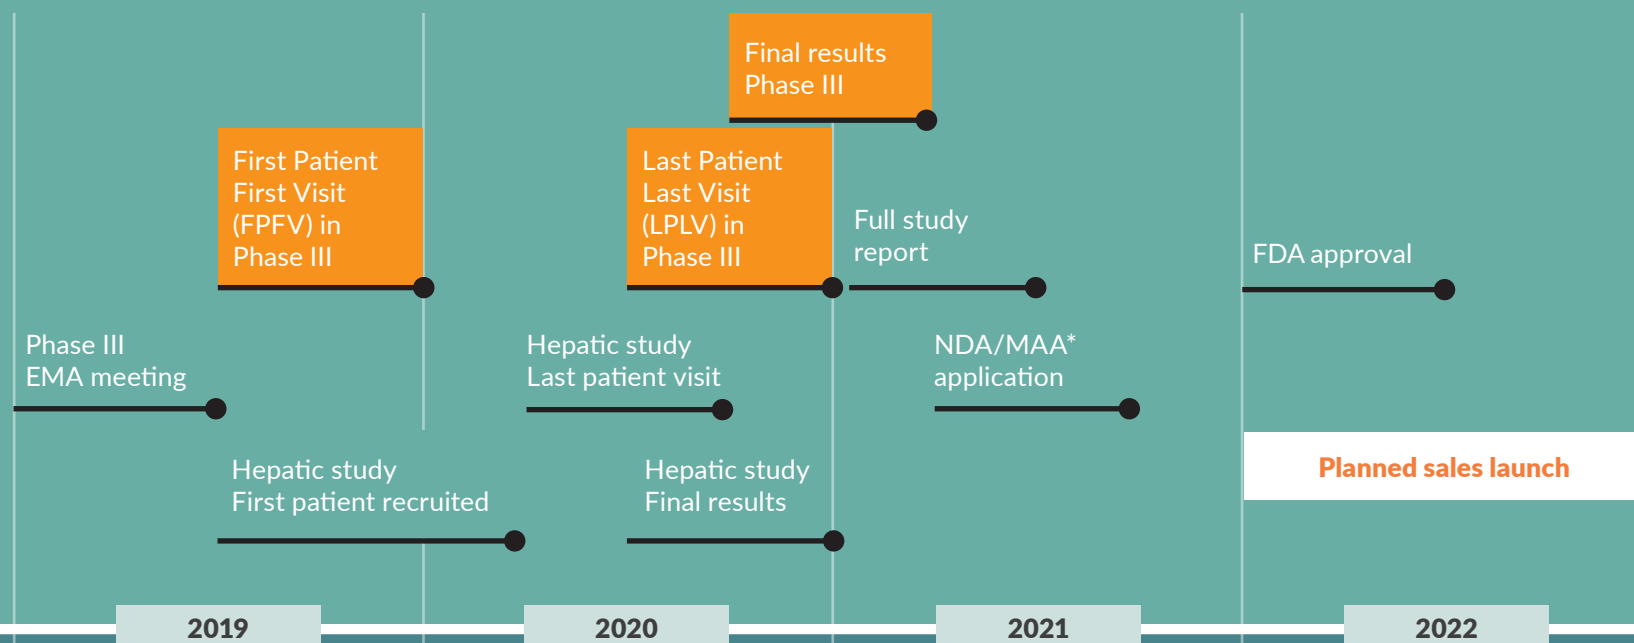 Final results
Phase III
First Patient
First Visit
(FPFV) in
Phase III
Last Patient
Last Visit
(LPLV) in
Phase III
Full study
report
FDA approval
Phase III
EMA meeting
Hepatic study
Last patient visit
NDA/MAA*
application
Planned sales launch
Hepatic study
First patient recruited
Hepatic study
Final results
2019
2020
2021
2022